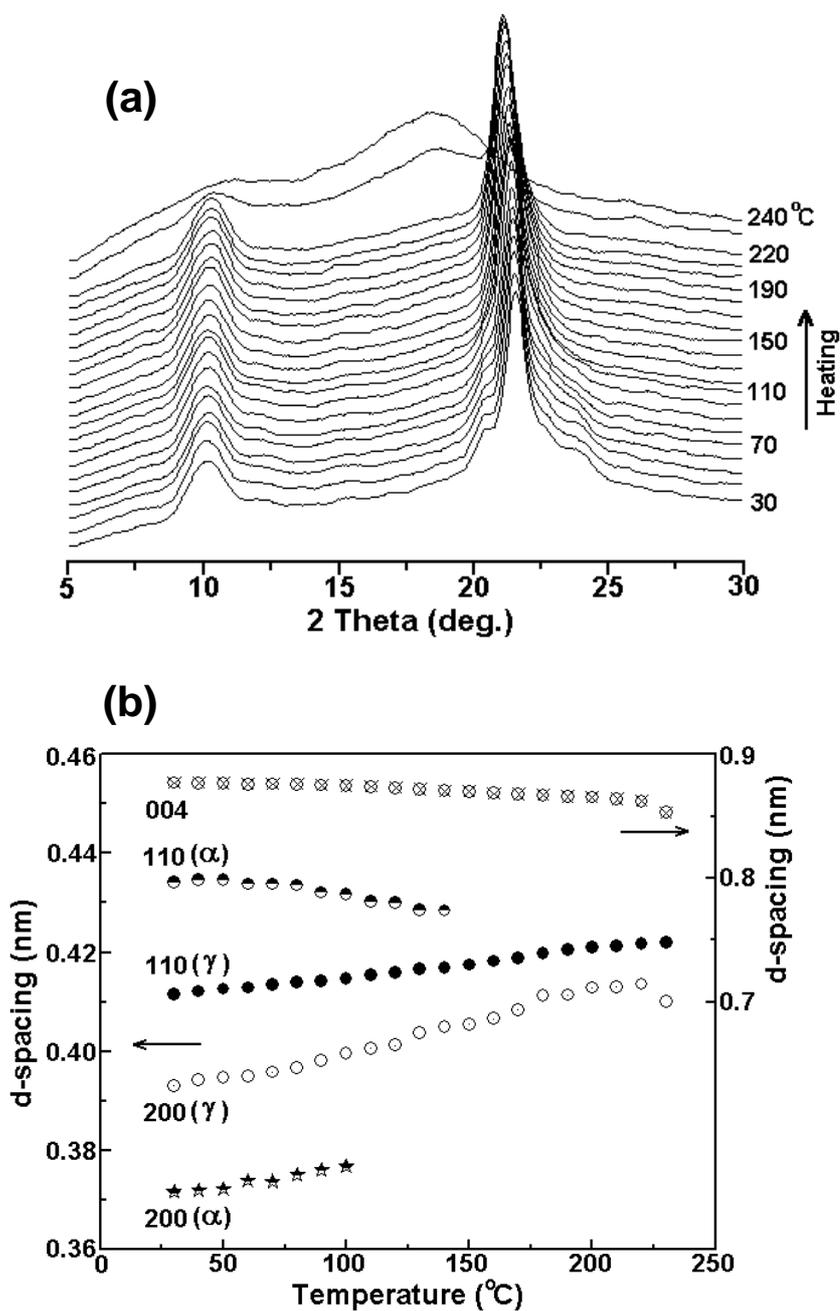 (a)
240 °C
220
190
150
110
70
30
Heating
5 10 15 20 25 30
2 Theta (deg.)
(b)
0.46
0.44
0.42
0.40
0.38
0.36
d-spacing (nm)
0.9
0.8
0.7
d-spacing (nm)
004
110 (α)
110 (γ)
200 (γ)
200 (α)
0 50 100 150 200 250
Temperature (°C)